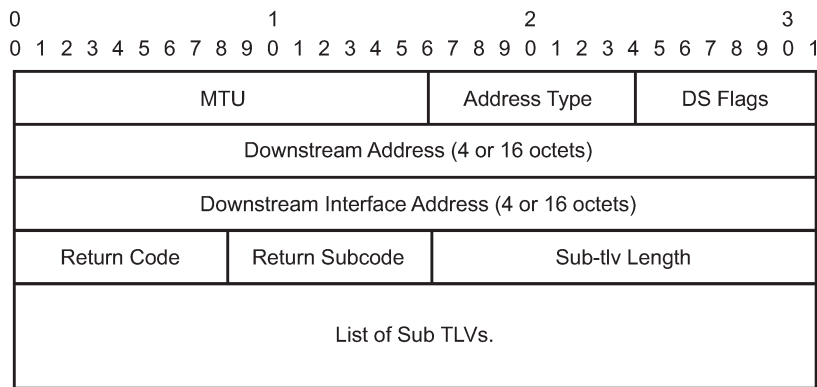 0 1 2 3
0 1 2 3 4 5 6 7 8 9 0 1 2 3 4 5 6 7 8 9 0 1 2 3 4 5 6 7 8 9 0 1
MTU Address Type DS Flags
Downstream Address (4 or 16 octets)
Downstream Interface Address (4 or 16 octets)
Return Code Return Subcode Sub-tlv Length
List of Sub TLVs.